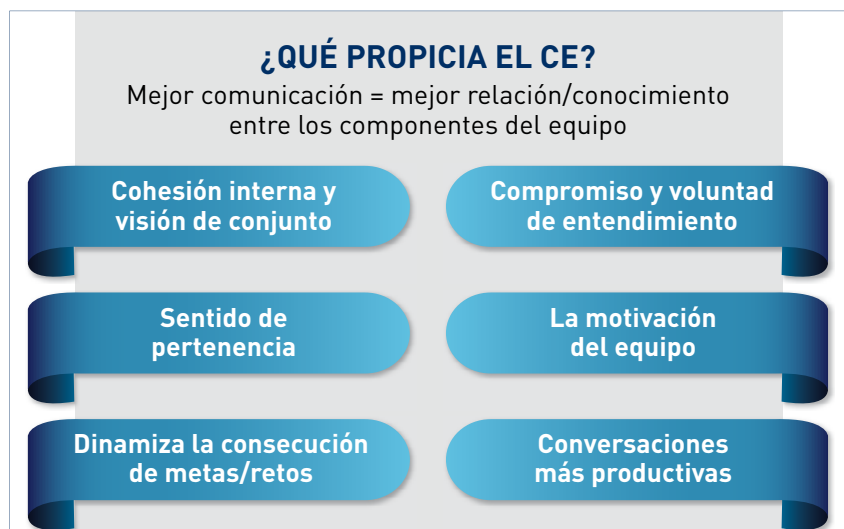 ¿QUÉ PROPICIA EL CE?
Mejor comunicación = mejor relación/conocimiento
entre los componentes del equipo
Cohesión interna y
visión de conjunto
Compromiso y voluntad
de entendimiento
Sentido de
pertenencia
La motivación
del equipo
Dinamiza la consecución
de metas/retos
Conversaciones
más productivas